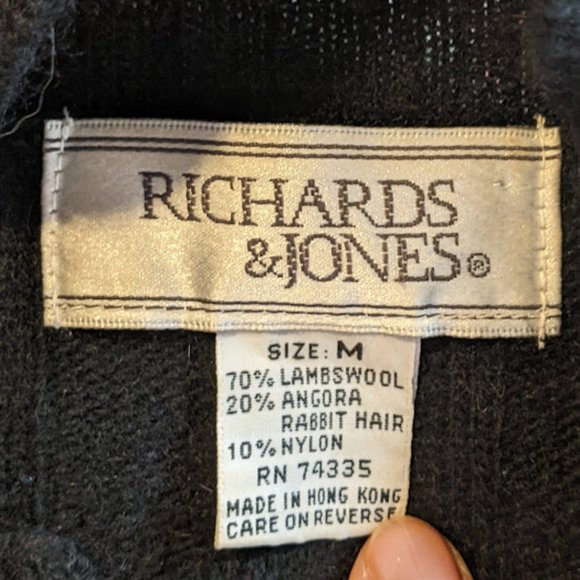 RICHARDS
&JONES®
SIZE: M
70% LAMBSWOOL
20% ANGORA
RABBIT HAIR
10% NYLON
RN 74335
MADE IN HONG KONG
CARE ON REVERSE